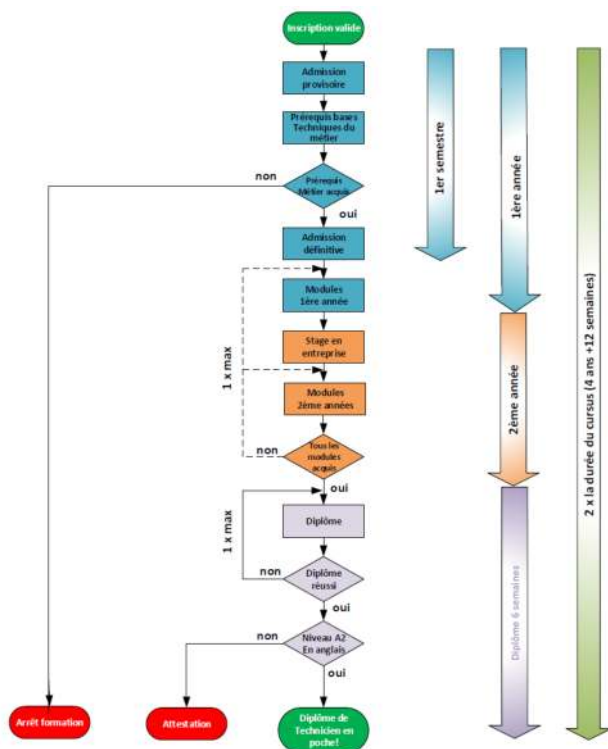 Inscription valide
Admission
provisoire
Prérequis bases
Techniques du
métier
non
Prérequis
Métier acquis
oui
Admission
définitive
Modules
1ère année
Stage en
entreprise
1 x max
Modules
2ème années
non
Tous les
modules
acquis
oui
Diplôme
1 x max
non
Diplôme
réussi
oui
non
Niveau A2
En anglais
oui
Arrêt formation
Attestation
Diplôme de
Technicien en
poche!
1er semestre
1ère année
2ème année
Diplôme 6 semaines
2 x la durée du cursus (4 ans +12 semaines)